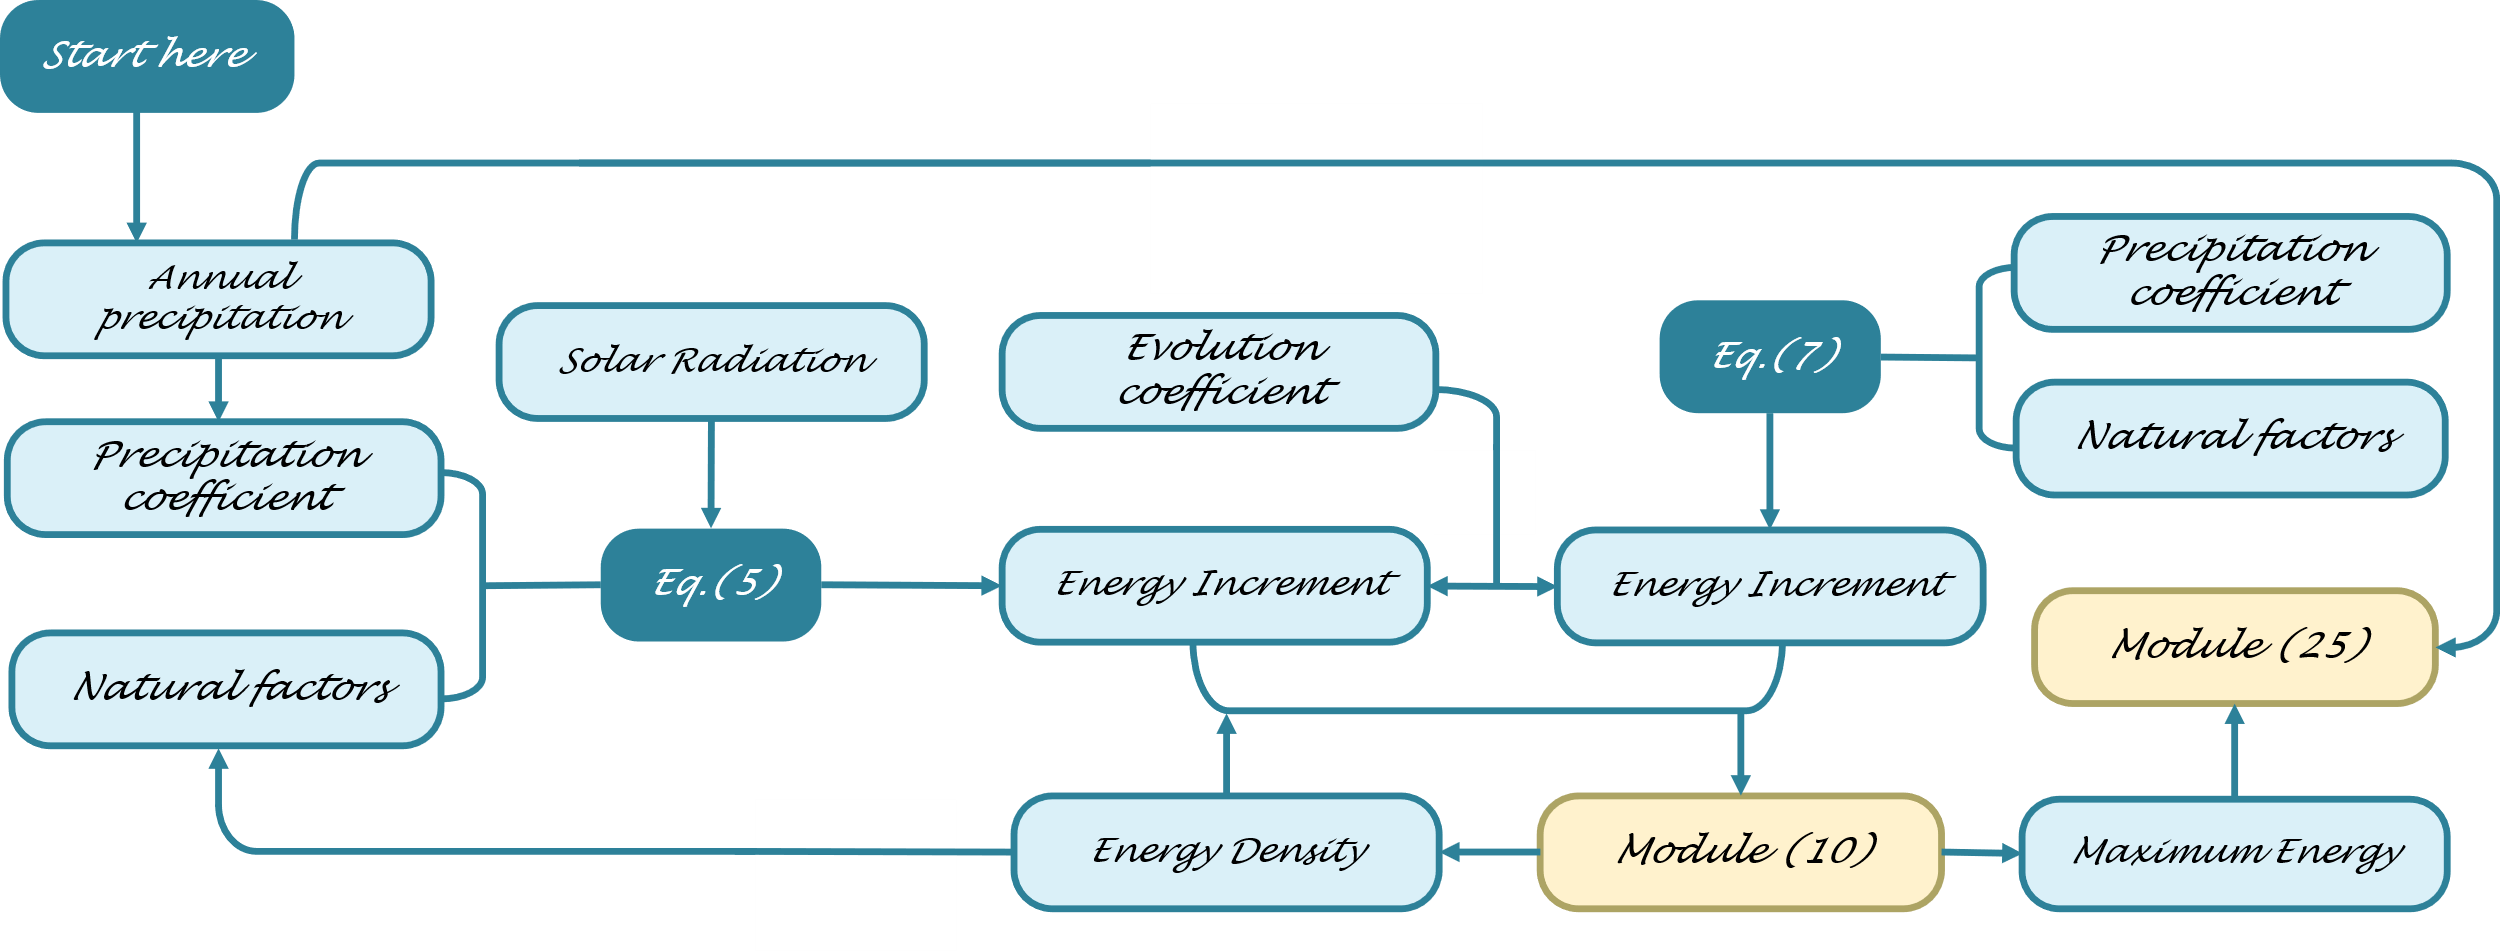 Start here
Annual
precipitation
Precipitation
coefficient
Natural factors
Solar Radiation
Eq. (5)
Evolution
coefficient
Energy Increment
Eq. (7)
Energy Increment
Precipitation
coefficient
Natural factors
Module (25)
Energy Density
Module (10)
Maximum Energy